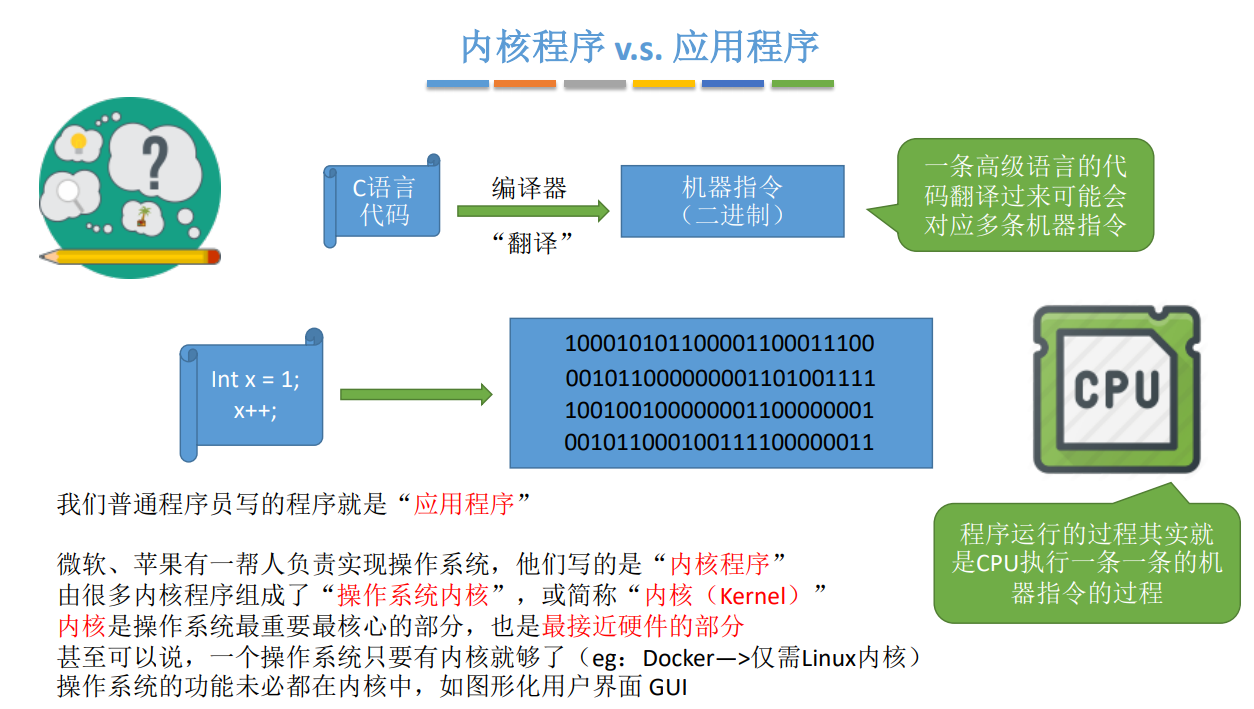 内核程序 v.s. 应用程序
C语言
代码
编译器
“翻译”
机器指令
（二进制）
一条高级语言的代
码翻译过来可能会
对应多条机器指令
Int x = 1;
x++;
100010101100001100011100
001011000000001101001111
100100100000001100000001
001011000100111100000011
CPU
程序运行的过程其实就
是CPU执行一条一条的机
器指令的过程
我们普通程序员写的程序就是“应用程序”
微软、苹果有一帮人负责实现操作系统，他们写的是“内核程序”
由很多内核程序组成了“操作系统内核”，或简称“内核（Kernel）”
内核是操作系统最重要最核心的部分，也是最接近硬件的部分
甚至可以说，一个操作系统只要有内核就够了（eg：Docker—>仅需Linux内核）
操作系统的功能未必都在内核中，如图形化用户界面 GUI